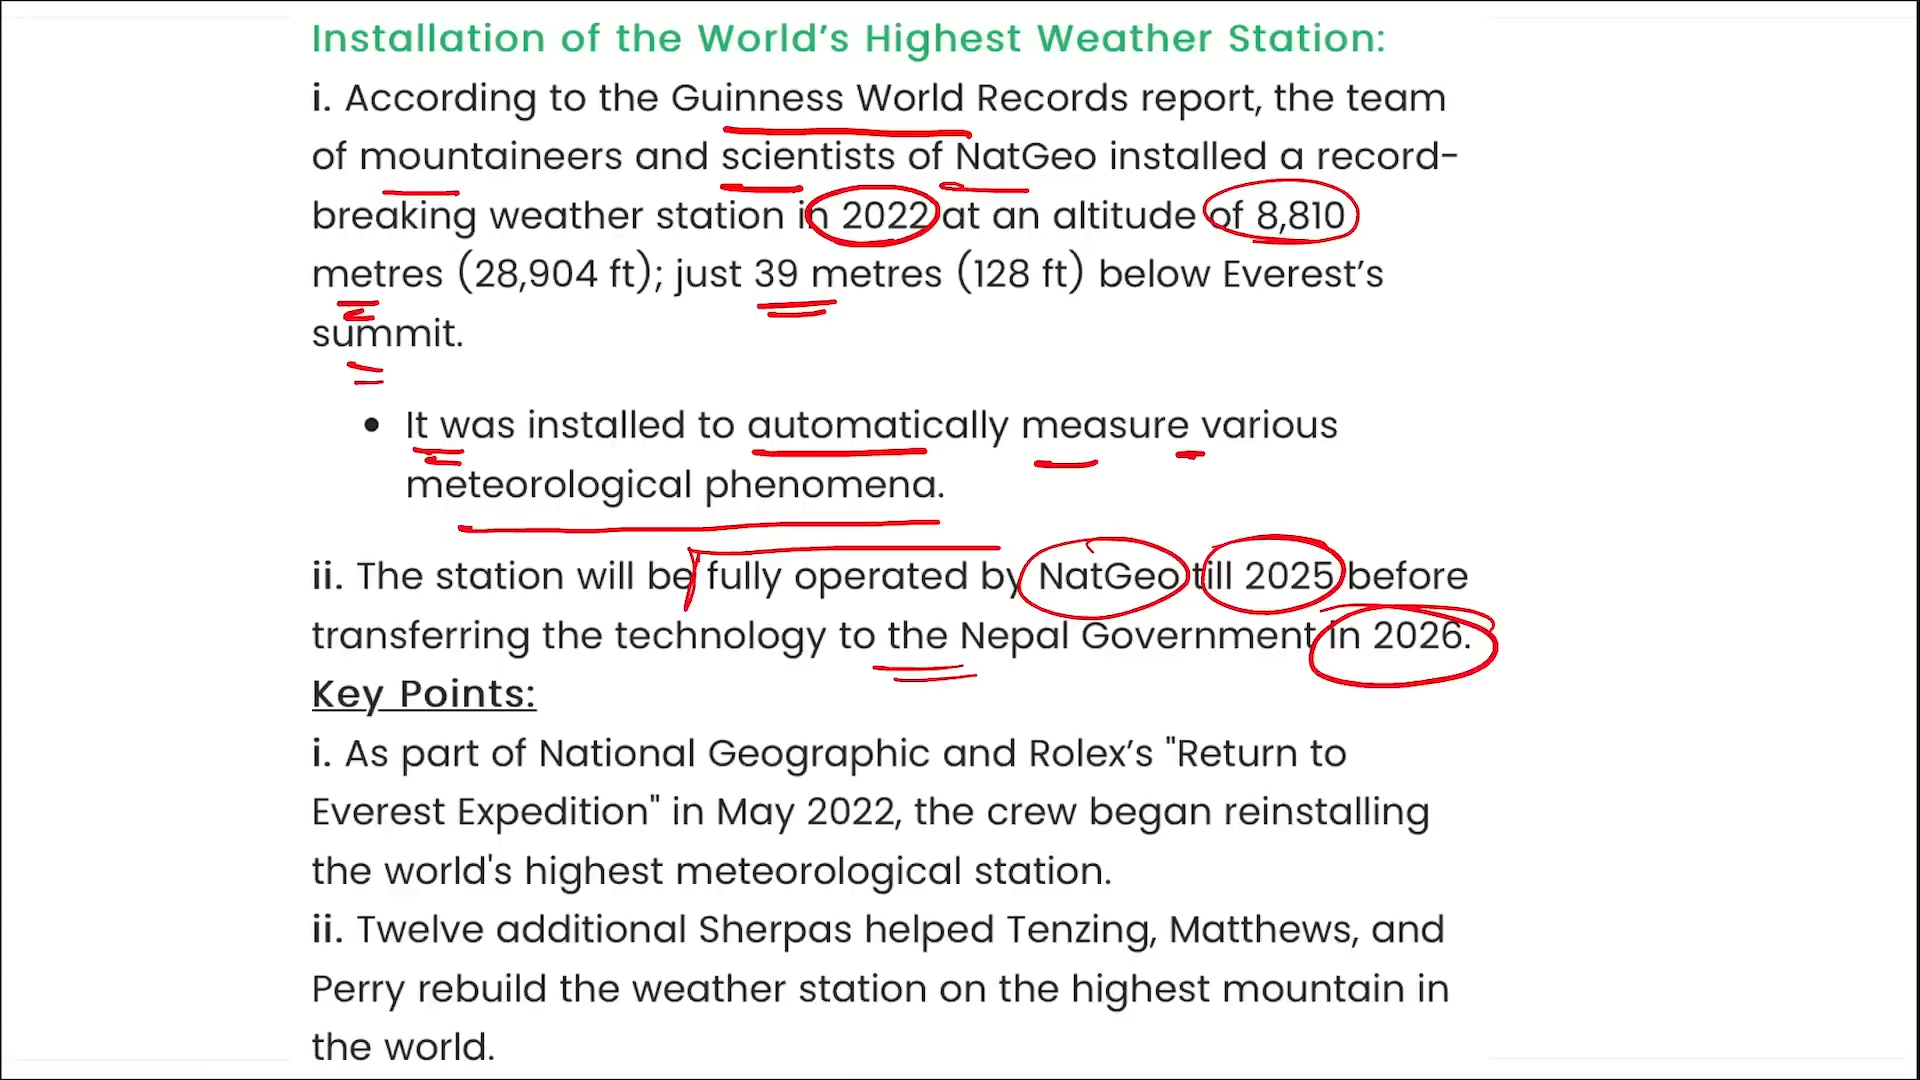 Installation of the World’s Highest Weather Station:
i. According to the Guinness World Records report, the team
of mountaineers and scientists of NatGeo installed a record-
breaking weather station in 2022 at an altitude of 8,810
metres (28,904 ft); just 39 metres (128 ft) below Everest’s
summit.
• It was installed to automatically measure various
meteorological phenomena.
ii. The station will be fully operated by NatGeo till 2025 before
transferring the technology to the Nepal Government in 2026.
Key Points:
i. As part of National Geographic and Rolex’s "Return to
Everest Expedition" in May 2022, the crew began reinstalling
the world's highest meteorological station.
ii. Twelve additional Sherpas helped Tenzing, Matthews, and
Perry rebuild the weather station on the highest mountain in
the world.